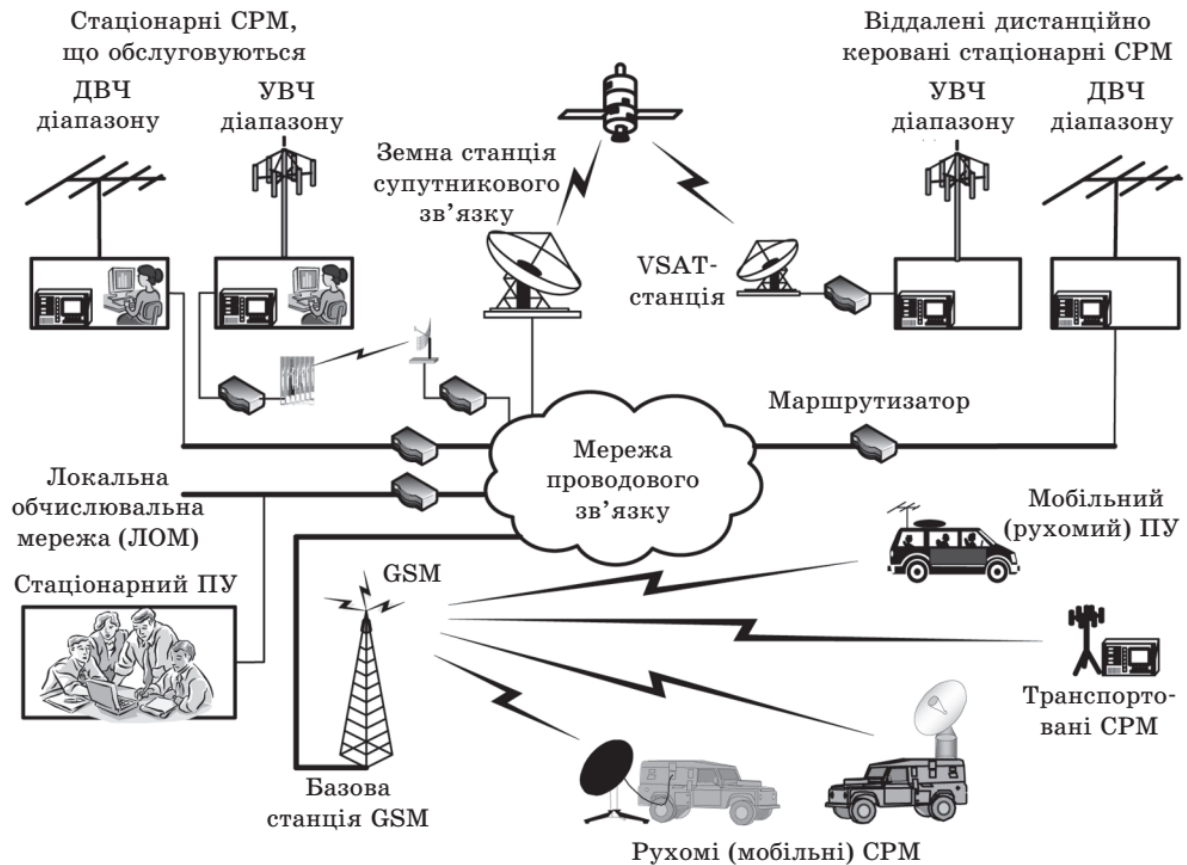 Стаціонарні СРМ,
що обслуговуються
ДВЧ
діапазону
УВЧ
діапазону
Земна станція
супутникового
зв’язку
VSAT-
станція
Віддалені дистанційно
керовані стаціонарні СРМ
УВЧ
діапазону
ДВЧ
діапазону
Маршрутизатор
Мережа
проводового
зв’язку
Локальна
обчислювальна
мережа (ЛОМ)
Стаціонарний ПУ
GSM
Базова
станція GSM
Мобільний
(рухомий) ПУ
Транспорто-
вані СРМ
Рухомі (мобільні) СРМ